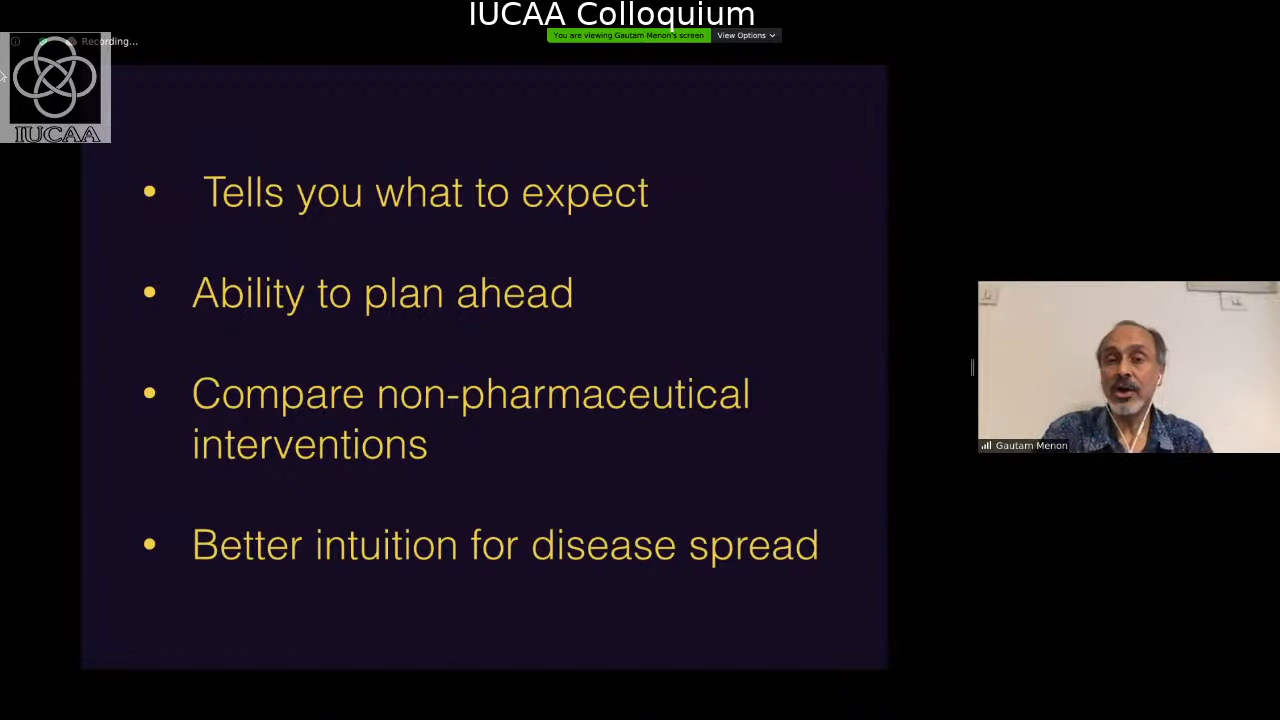 IUCAA Colloquium
Recording...
You are viewing Gautam Menon's screen
View Options
IUCAA
• Tells you what to expect
• Ability to plan ahead
• Compare non-pharmaceutical
interventions
• Better intuition for disease spread
Gautam Menon